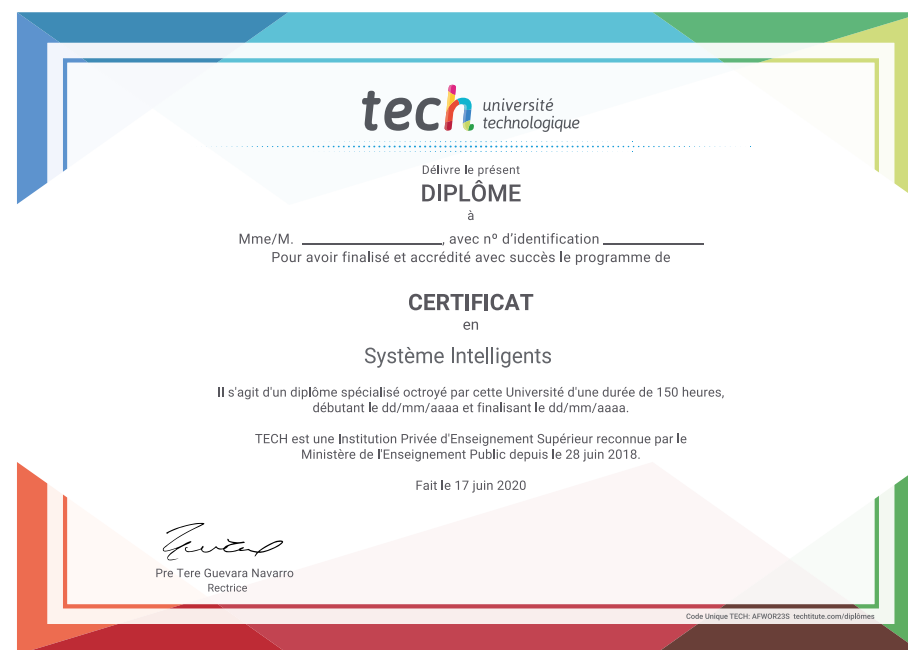 tech université
technologique
Délivre le présent
DIPLÔME
à
Mme/M. ____________________, avec nº d'identification ______________
Pour avoir finalisé et accrédité avec succès le programme de
CERTIFICAT
en
Système Intelligents
Il s'agit d'un diplôme spécialisé octroyé par cette Université d'une durée de 150 heures,
débutant le dd/mm/aaaa et finalisant le dd/mm/aaaa.
TECH est une Institution Privée d'Enseignement Supérieur reconnue par le
Ministère de l'Enseignement Public depuis le 28 juin 2018.
Fait le 17 juin 2020
Pre Tere Guevara Navarro
Rectrice
Code Unique TECH: AFWOR23S techtitute.com/diplômes